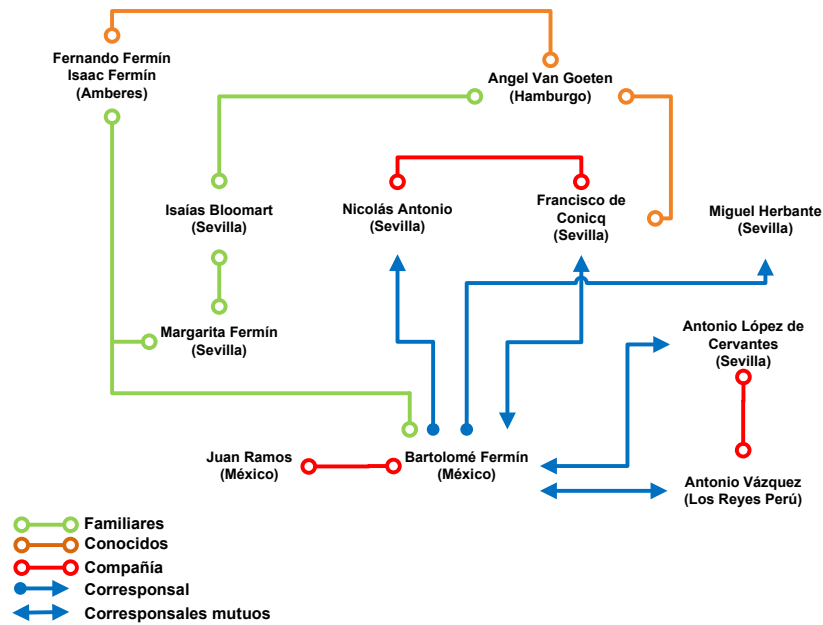 Fernando Fermín
Isaac Fermín
(Amberes)
Angel Van Goeten
(Hamburgo)
Isaías Bloomart
(Sevilla)
Nicolás Antonio
(Sevilla)
Francisco de
Conicq
(Sevilla)
Miguel Herbante
(Sevilla)
Margarita Fermín
(Sevilla)
Antonio López de
Cervantes
(Sevilla)
Juan Ramos
(México)
Bartolomé Fermín
(México)
Antonio Vázquez
(Los Reyes Perú)
Familiares
Conocidos
Compañía
Corresponsal
Corresponsales mutuos